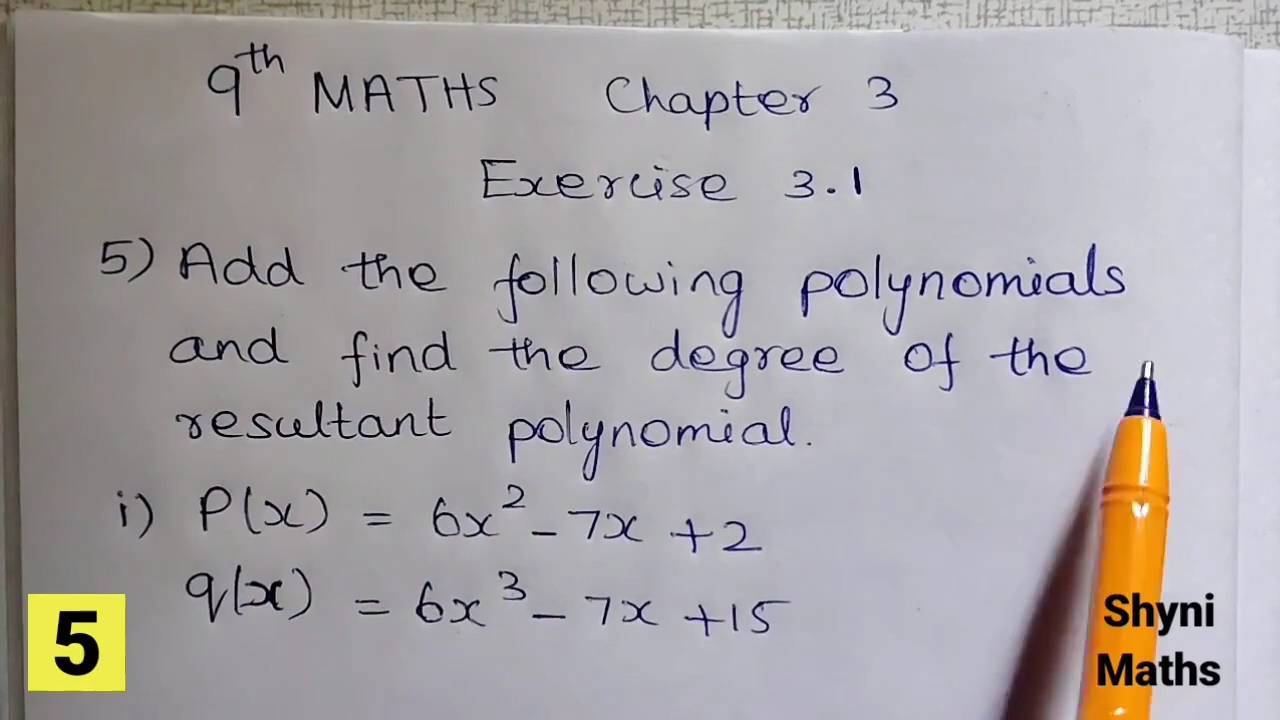 9th MATHS Chapter 3
Exercise 3.1
5) Add the following polynomials
and find the degree of the
resultant polynomial.
i) P(x) = 6x² - 7x + 2
q(x) = 6x³ - 7x + 15
5
Shyni
Maths